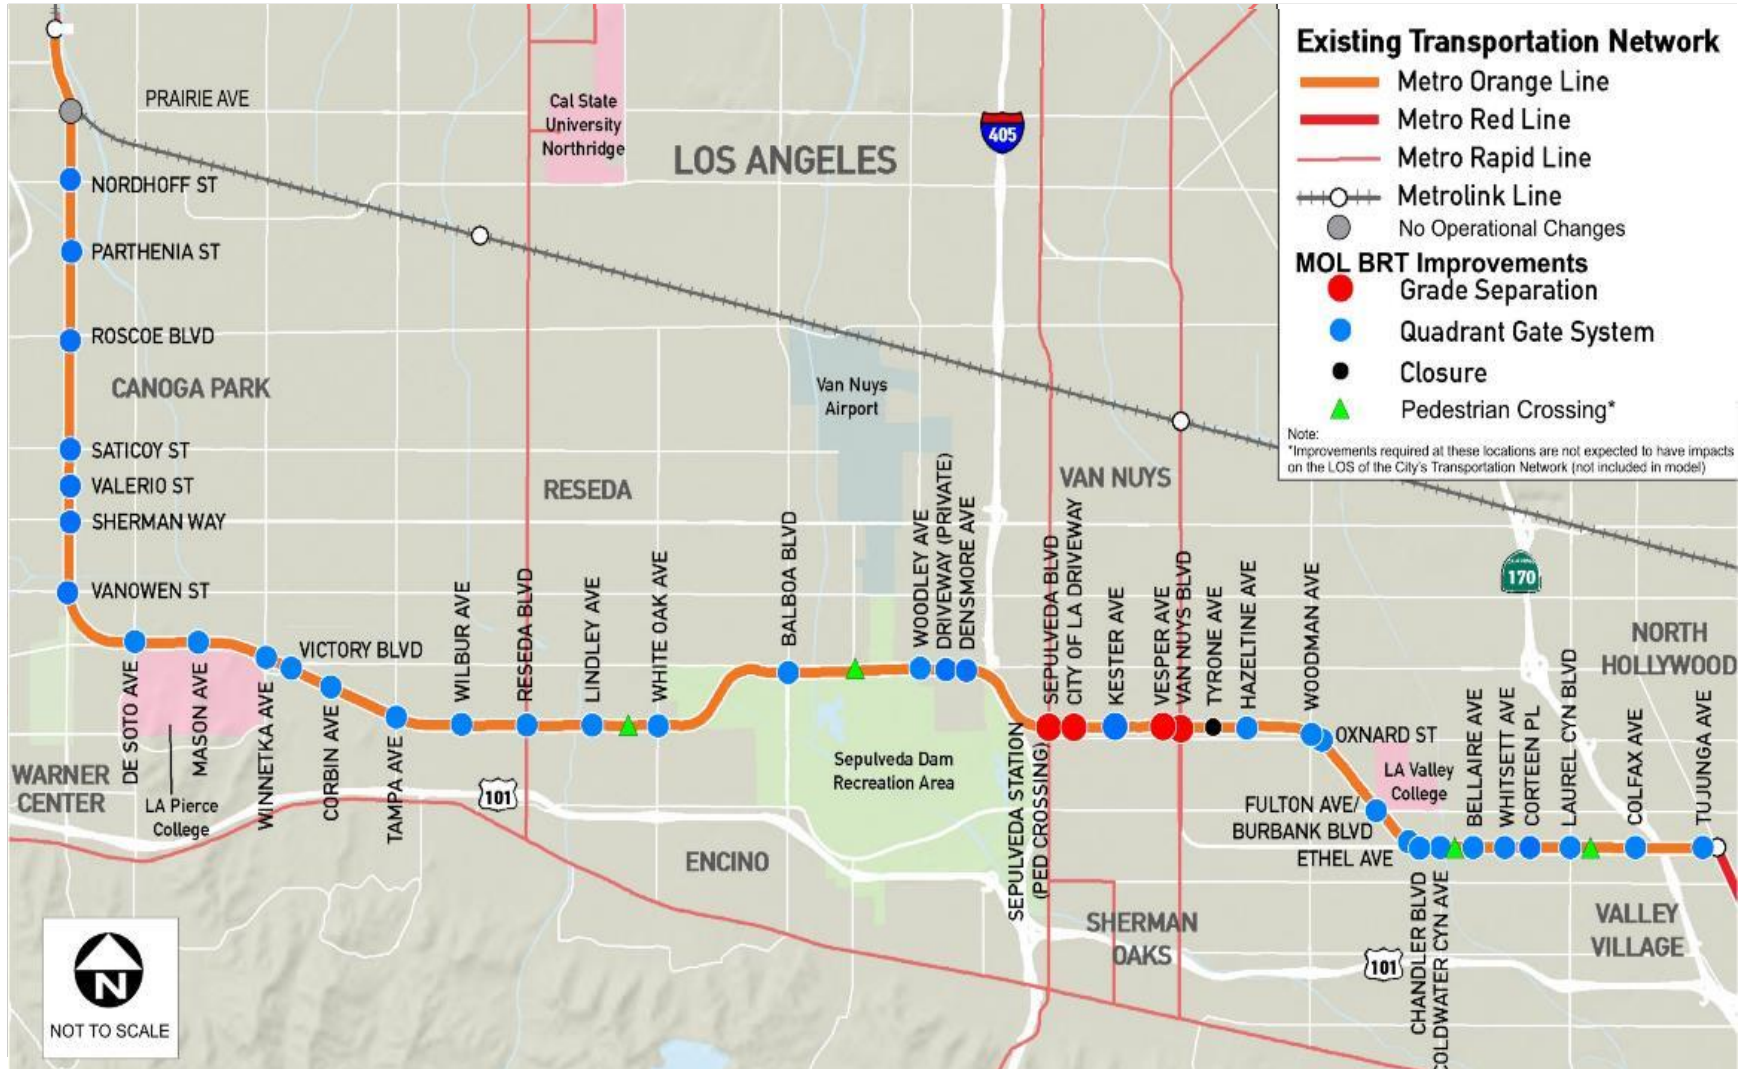 PRAIRIE AVE
NORDHOFF ST
PARTHENIA ST
ROSCOE BLVD
CANOGA PARK
SATICOY ST
VALERIO ST
SHERMAN WAY
VANOWEN ST
Cal State
University
Northridge
LOS ANGELES
405
Van Nuys
Airport
RESEDA
VAN NUYS
170
NORTH
HOLLYWOOD
VICTORY BLVD
DE SOTO AVE
MASON AVE
WINNETKA AVE
CORBIN AVE
TAMPA AVE
WILBUR AVE
RESEDA BLVD
LINDLEY AVE
WHITE OAK AVE
BALBOA BLVD
WOODLEY AVE
DRIVEWAY (PRIVATE)
DENSMORE AVE
SEPULVEDA STATION
(PED CROSSING)
SEPULVEDA BLVD
CITY OF LA DRIVEWAY
KESTER AVE
VESPER AVE
VAN NUYS BLVD
TYRONE AVE
HAZELTINE AVE
WOODMAN AVE
OXNARD ST
FULTON AVE/
BURBANK BLVD
ETHEL AVE
CHANDLER BLVD
COLDWATER CYN AVE
BELLAIRE AVE
WHITSETT AVE
CORTEEN PL
LAUREL CYN BLVD
COLFAX AVE
TUJUNGA AVE
WARNER
CENTER
LA Pierce
College
101
Sepulveda Dam
Recreation Area
LA Valley
College
ENCINO
SHERMAN
OAKS
101
VALLEY
VILLAGE
N
NOT TO SCALE
Existing Transportation Network
Metro Orange Line
Metro Red Line
Metro Rapid Line
Metrolink Line
No Operational Changes
MOL BRT Improvements
Grade Separation
Quadrant Gate System
Closure
Pedestrian Crossing*
Note:
*Improvements required at these locations are not expected to have impacts
on the LOS of the City's Transportation Network (not included in model)